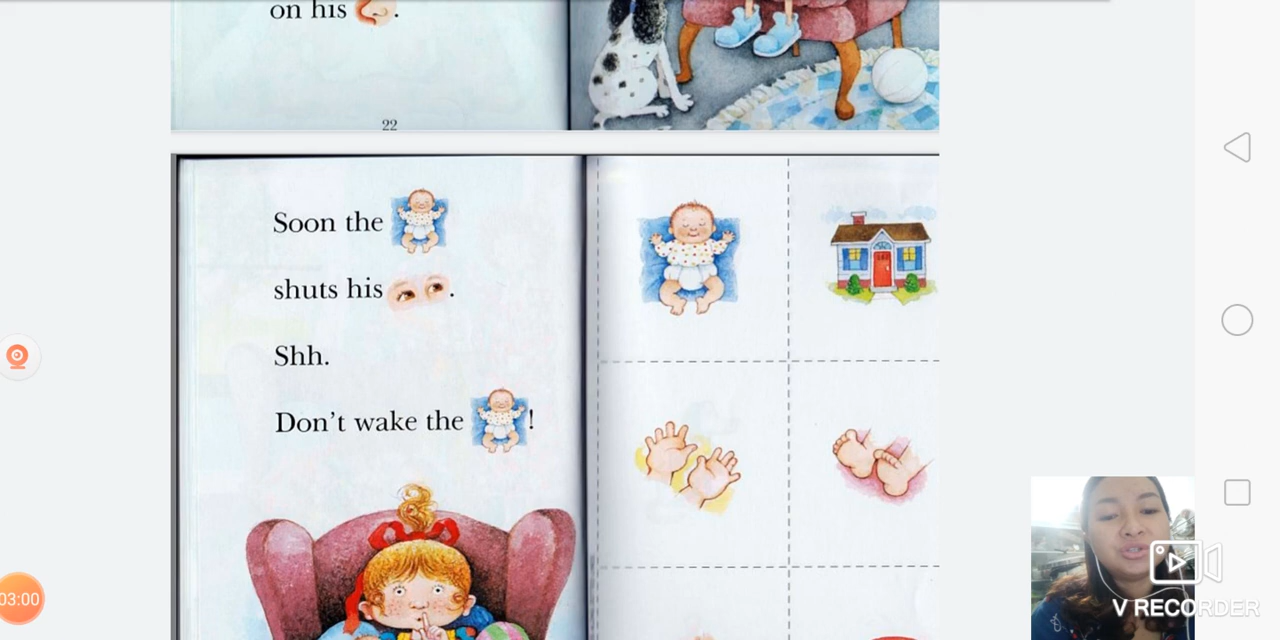 on his .
22
Soon the
shuts his .
Shh.
Don't wake the !
03:00
V RECORDER